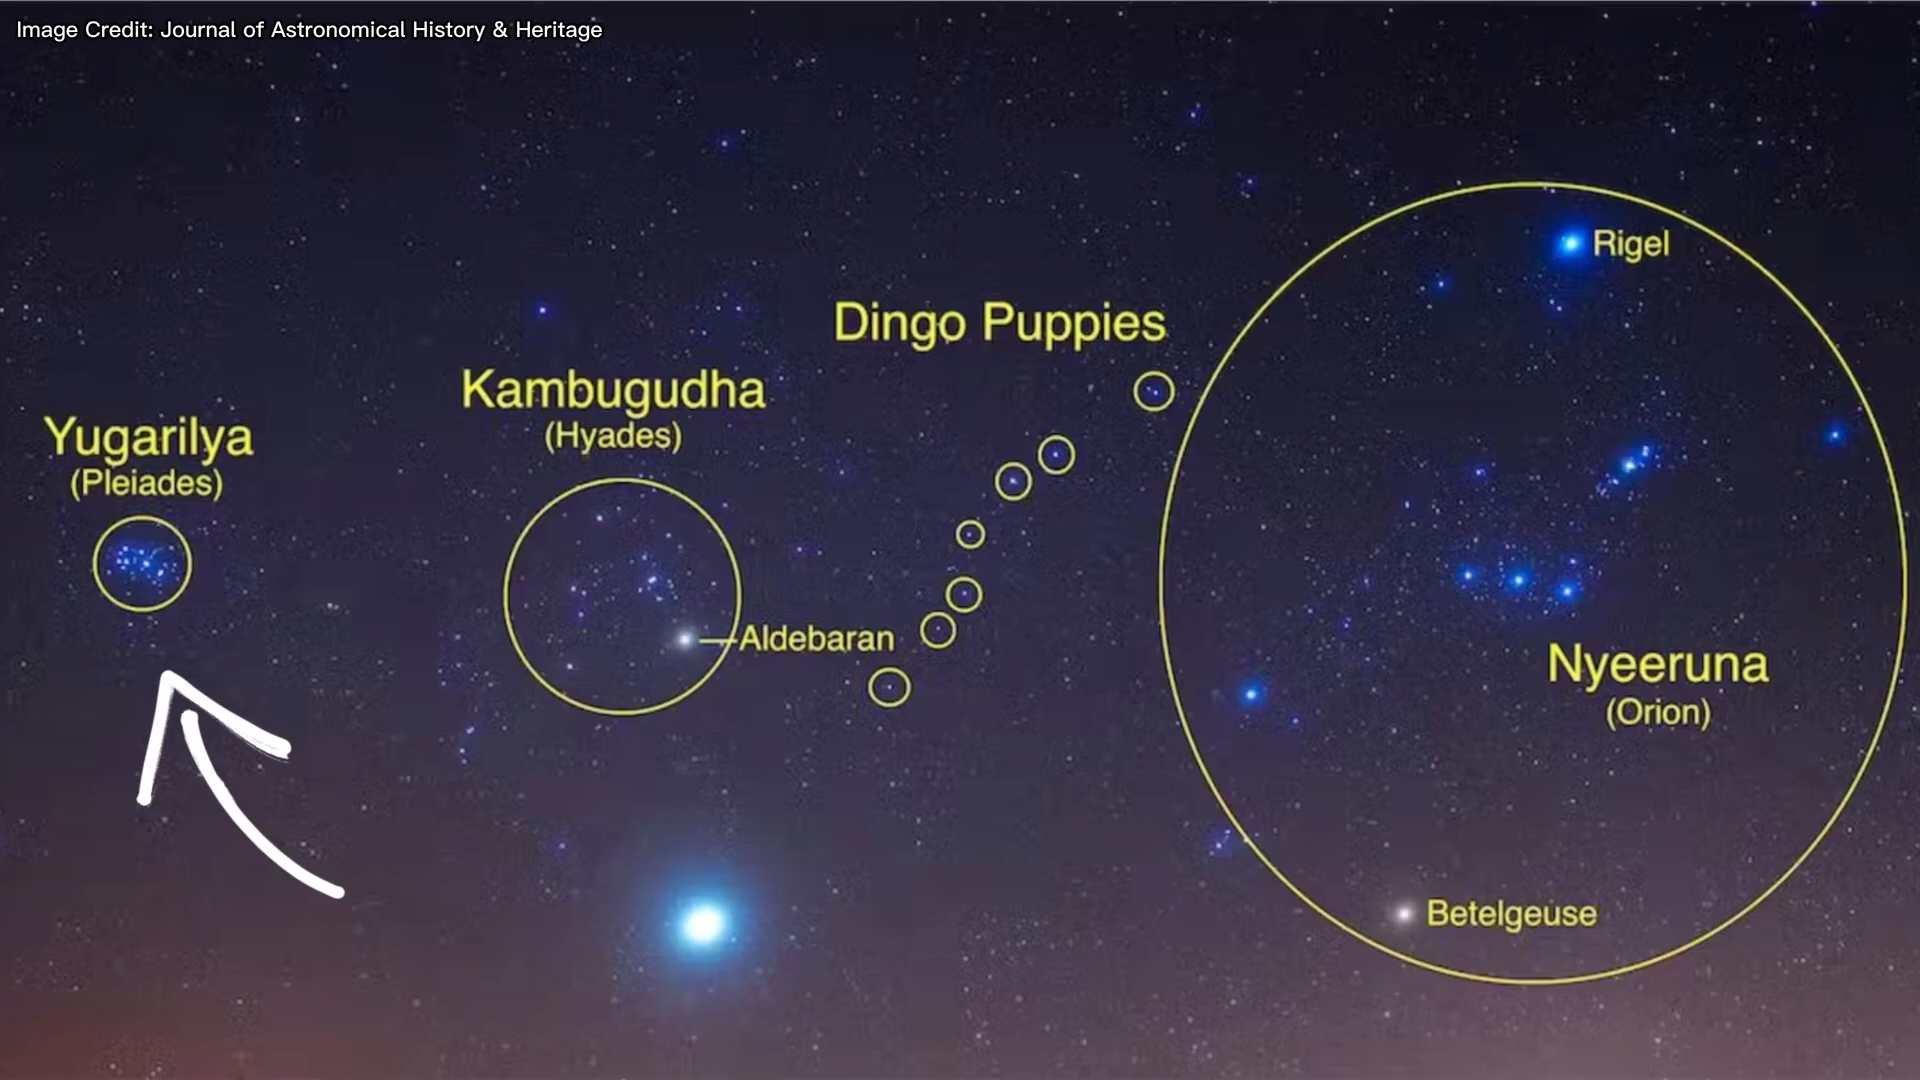 Image Credit: Journal of Astronomical History & Heritage
Rigel
Dingo Puppies
Kambugudha
(Hyades)
Yugarilya
(Pleiades)
Aldebaran
Nyeeruna
(Orion)
Betelgeuse